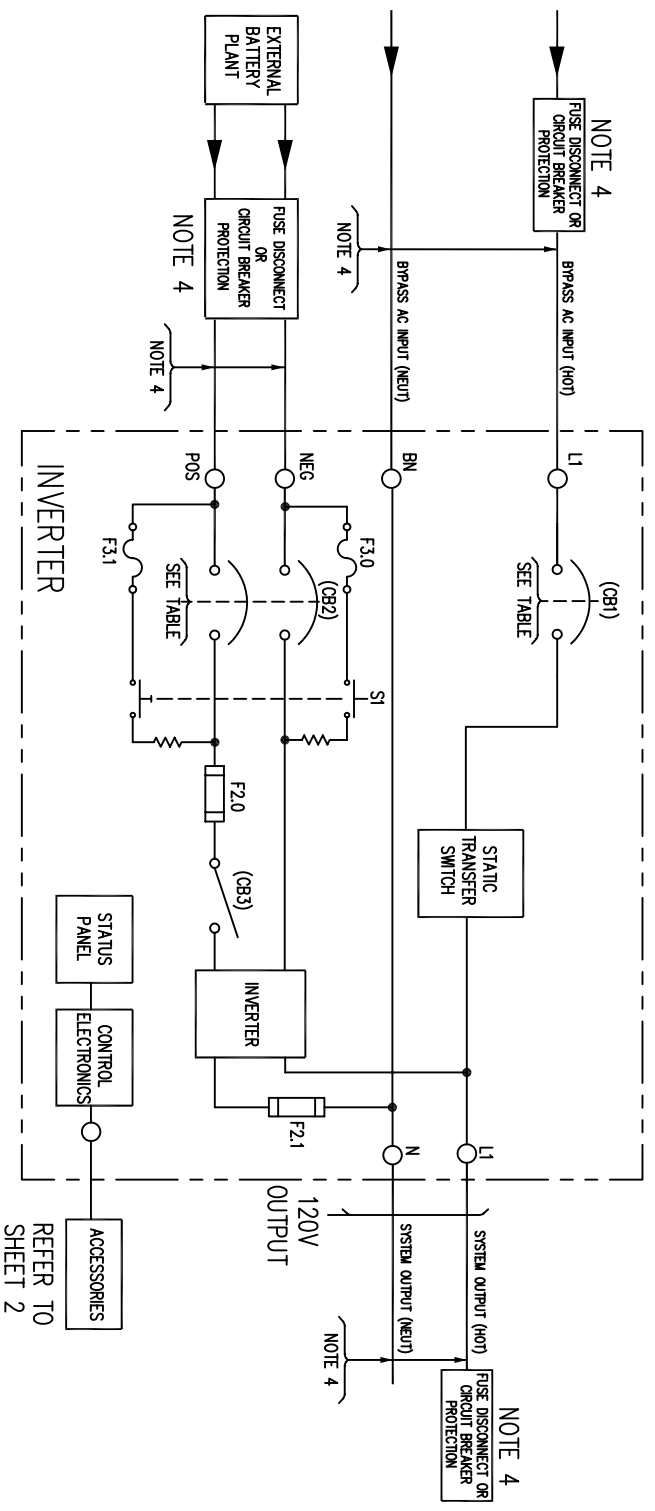 NOTE 4
FUSE DISCONNECT OR
CIRCUIT BREAKER
PROTECTION
BYPASS AC INPUT (HOT)
NOTE 4
BYPASS AC INPUT (NEUT)
EXTERNAL
BATTERY
PLANT
FUSE DISCONNECT
OR
CIRCUIT BREAKER
PROTECTION
NOTE 4
NOTE 4
L1
BN
NEG
POS
INVERTER
(CB1)
SEE TABLE
F3.0
(CB2)
SEE TABLE
F3.1
S1
F2.0
(CB3)
STATIC
TRANSFER
SWITCH
INVERTER
F2.1
STATUS
PANEL
CONTROL
ELECTRONICS
L1
N
120V
OUTPUT
SYSTEM OUTPUT (HOT)
SYSTEM OUTPUT (NEUT)
NOTE 4
NOTE 4
FUSE DISCONNECT OR
CIRCUIT BREAKER
PROTECTION
ACCESSORIES
REFER TO
SHEET 2